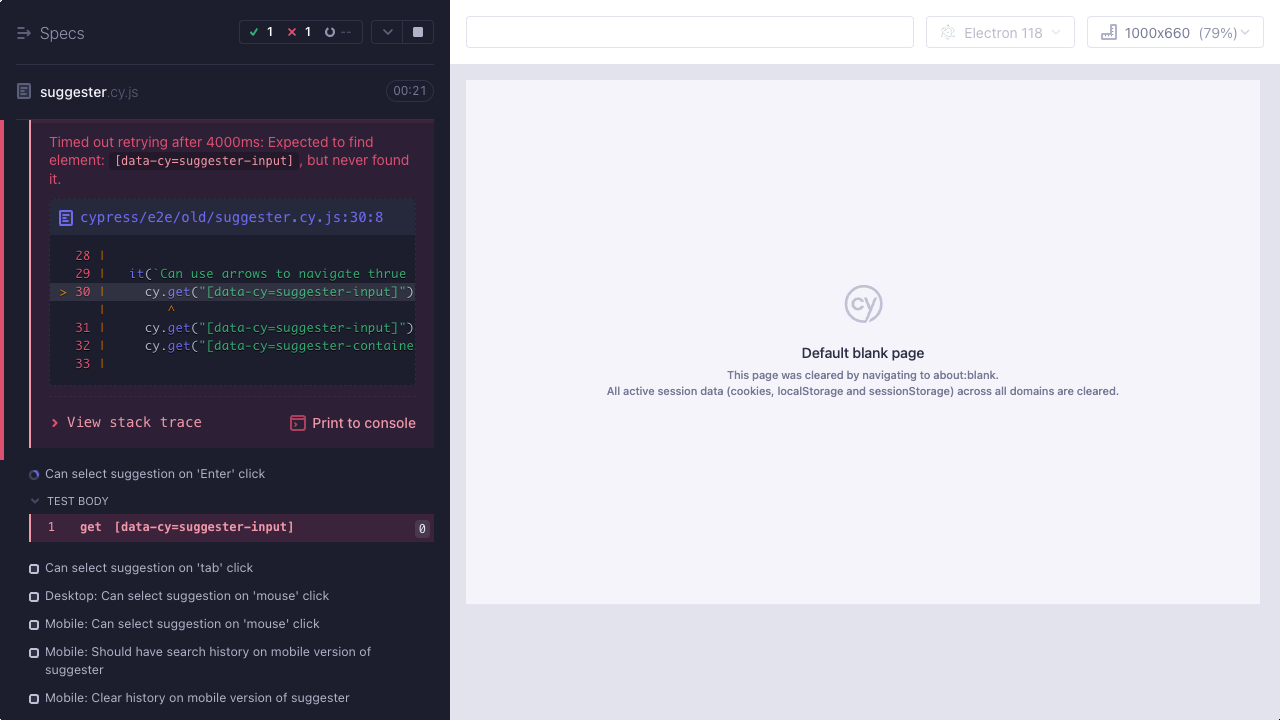 Specs
1
1
--
suggester.cy.js
00:21
Timed out retrying after 4000ms: Expected to find
element: [data-cy=suggester-input] , but never found
it.
cypress/e2e/old/suggester.cy.js:30:8
28 |
29 | it(`Can use arrows to navigate thrue
> 30 | cy.get("[data-cy=suggester-input]")
| ^
31 | cy.get("[data-cy=suggester-input]")
32 | cy.get("[data-cy=suggester-containe
33 |
View stack trace
Print to console
Can select suggestion on 'Enter' click
TEST BODY
1 get [data-cy=suggester-input] 0
Can select suggestion on 'tab' click
Desktop: Can select suggestion on 'mouse' click
Mobile: Can select suggestion on 'mouse' click
Mobile: Should have search history on mobile version of
suggester
Mobile: Clear history on mobile version of suggester
Electron 118
1000x660 (79%)
cy
Default blank page
This page was cleared by navigating to about:blank.
All active session data (cookies, localStorage and sessionStorage) across all domains are cleared.